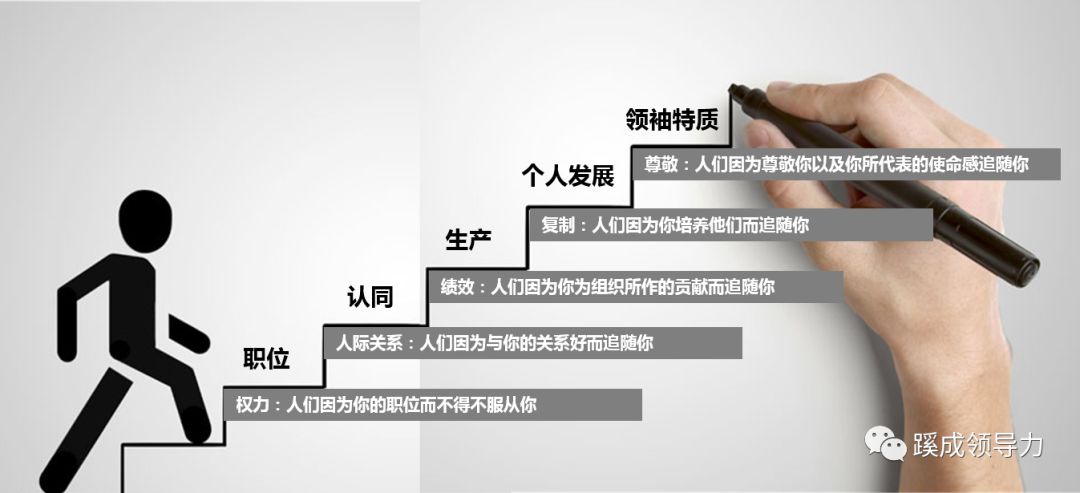 领袖特质
尊敬：人们因为尊敬你以及你所代表的使命感追随你
个人发展
复制：人们因为你培养他们而追随你
生产
绩效：人们因为你为组织所作的贡献而追随你
认同
人际关系：人们因为与你的关系好而追随你
职位
权力：人们因为你的职位而不得不服从你
蹊成领导力